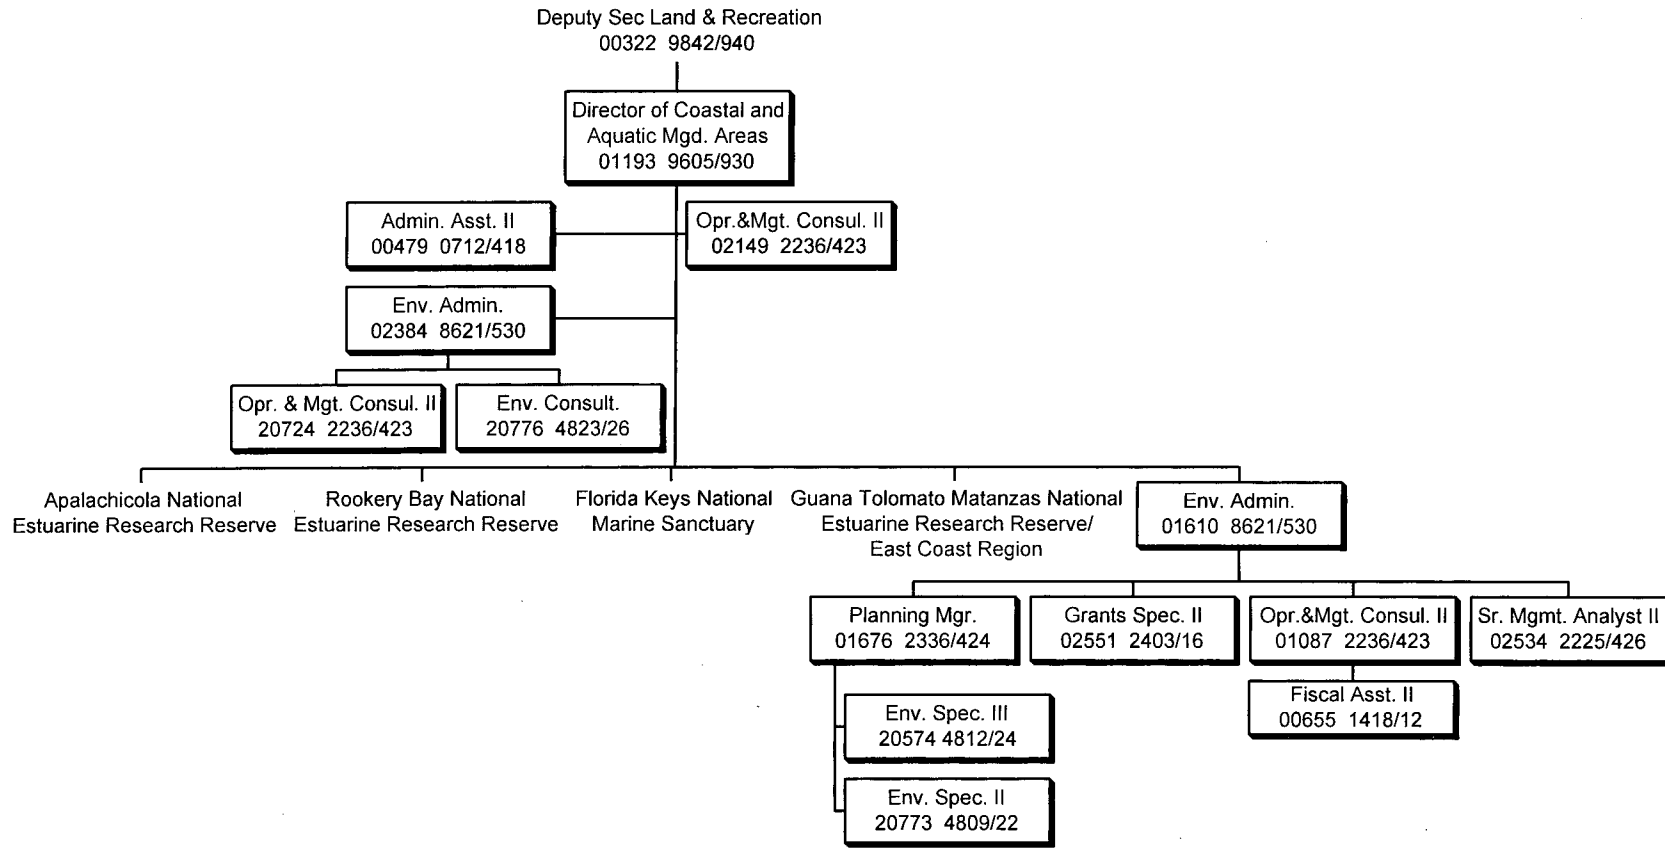 Deputy Sec Land & Recreation
00322 9842/940
Director of Coastal and
Aquatic Mgd. Areas
01193 9605/930
Admin. Asst. II
00479 0712/418
Opr.&Mgt. Consul. II
02149 2236/423
Env. Admin.
02384 8621/530
Opr. & Mgt. Consul. II
20724 2236/423
Env. Consult.
20776 4823/26
Apalachicola National
Estuarine Research Reserve
Rookery Bay National
Estuarine Research Reserve
Florida Keys National
Marine Sanctuary
Guana Tolomato Matanzas National
Estuarine Research Reserve/
East Coast Region
Env. Admin.
01610 8621/530
Planning Mgr.
01676 2336/424
Grants Spec. II
02551 2403/16
Opr.&Mgt. Consul. II
01087 2236/423
Sr. Mgmt. Analyst II
02534 2225/426
Fiscal Asst. II
00655 1418/12
Env. Spec. III
20574 4812/24
Env. Spec. II
20773 4809/22